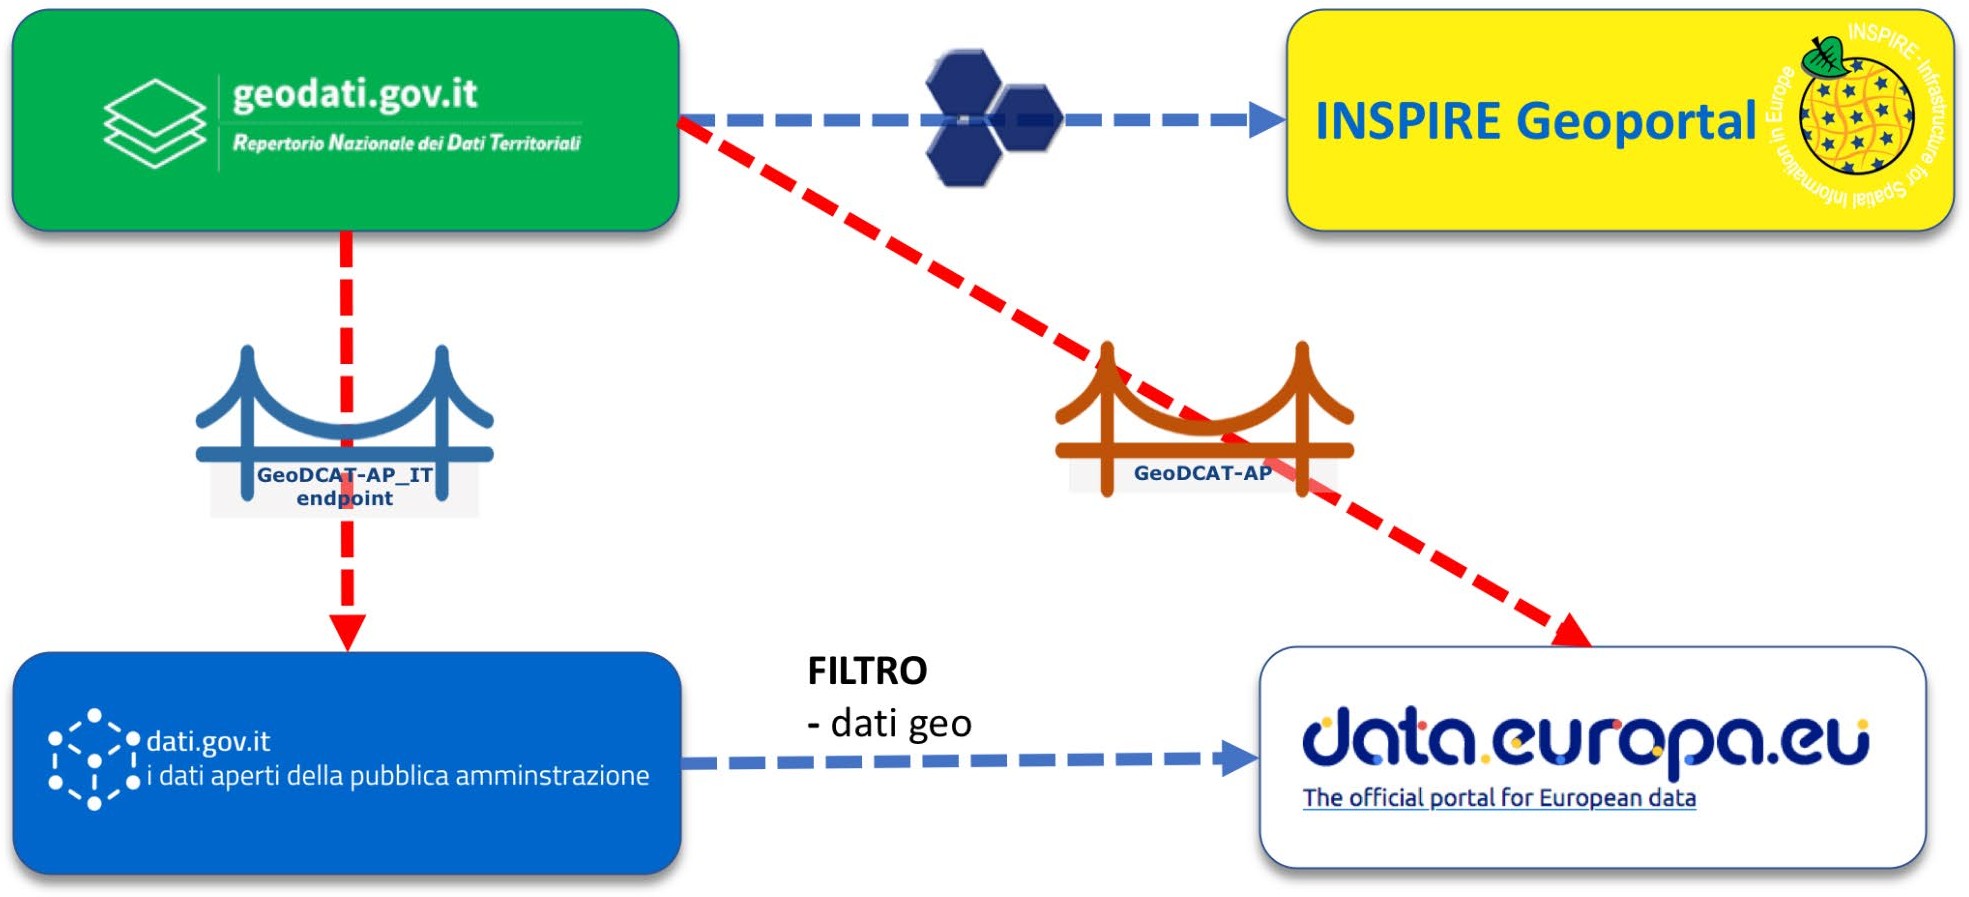 geodati.gov.it
Repertorio Nazionale dei Dati Territoriali
INSPIRE Geoportal
INSPIRE - Infrastructure for Spatial Information in Europe
GeoDCAT-AP_IT
endpoint
GeoDCAT-AP
FILTRO
- dati geo
dati.gov.it
i dati aperti della pubblica amminstrazione
data.europa.eu
The official portal for European data